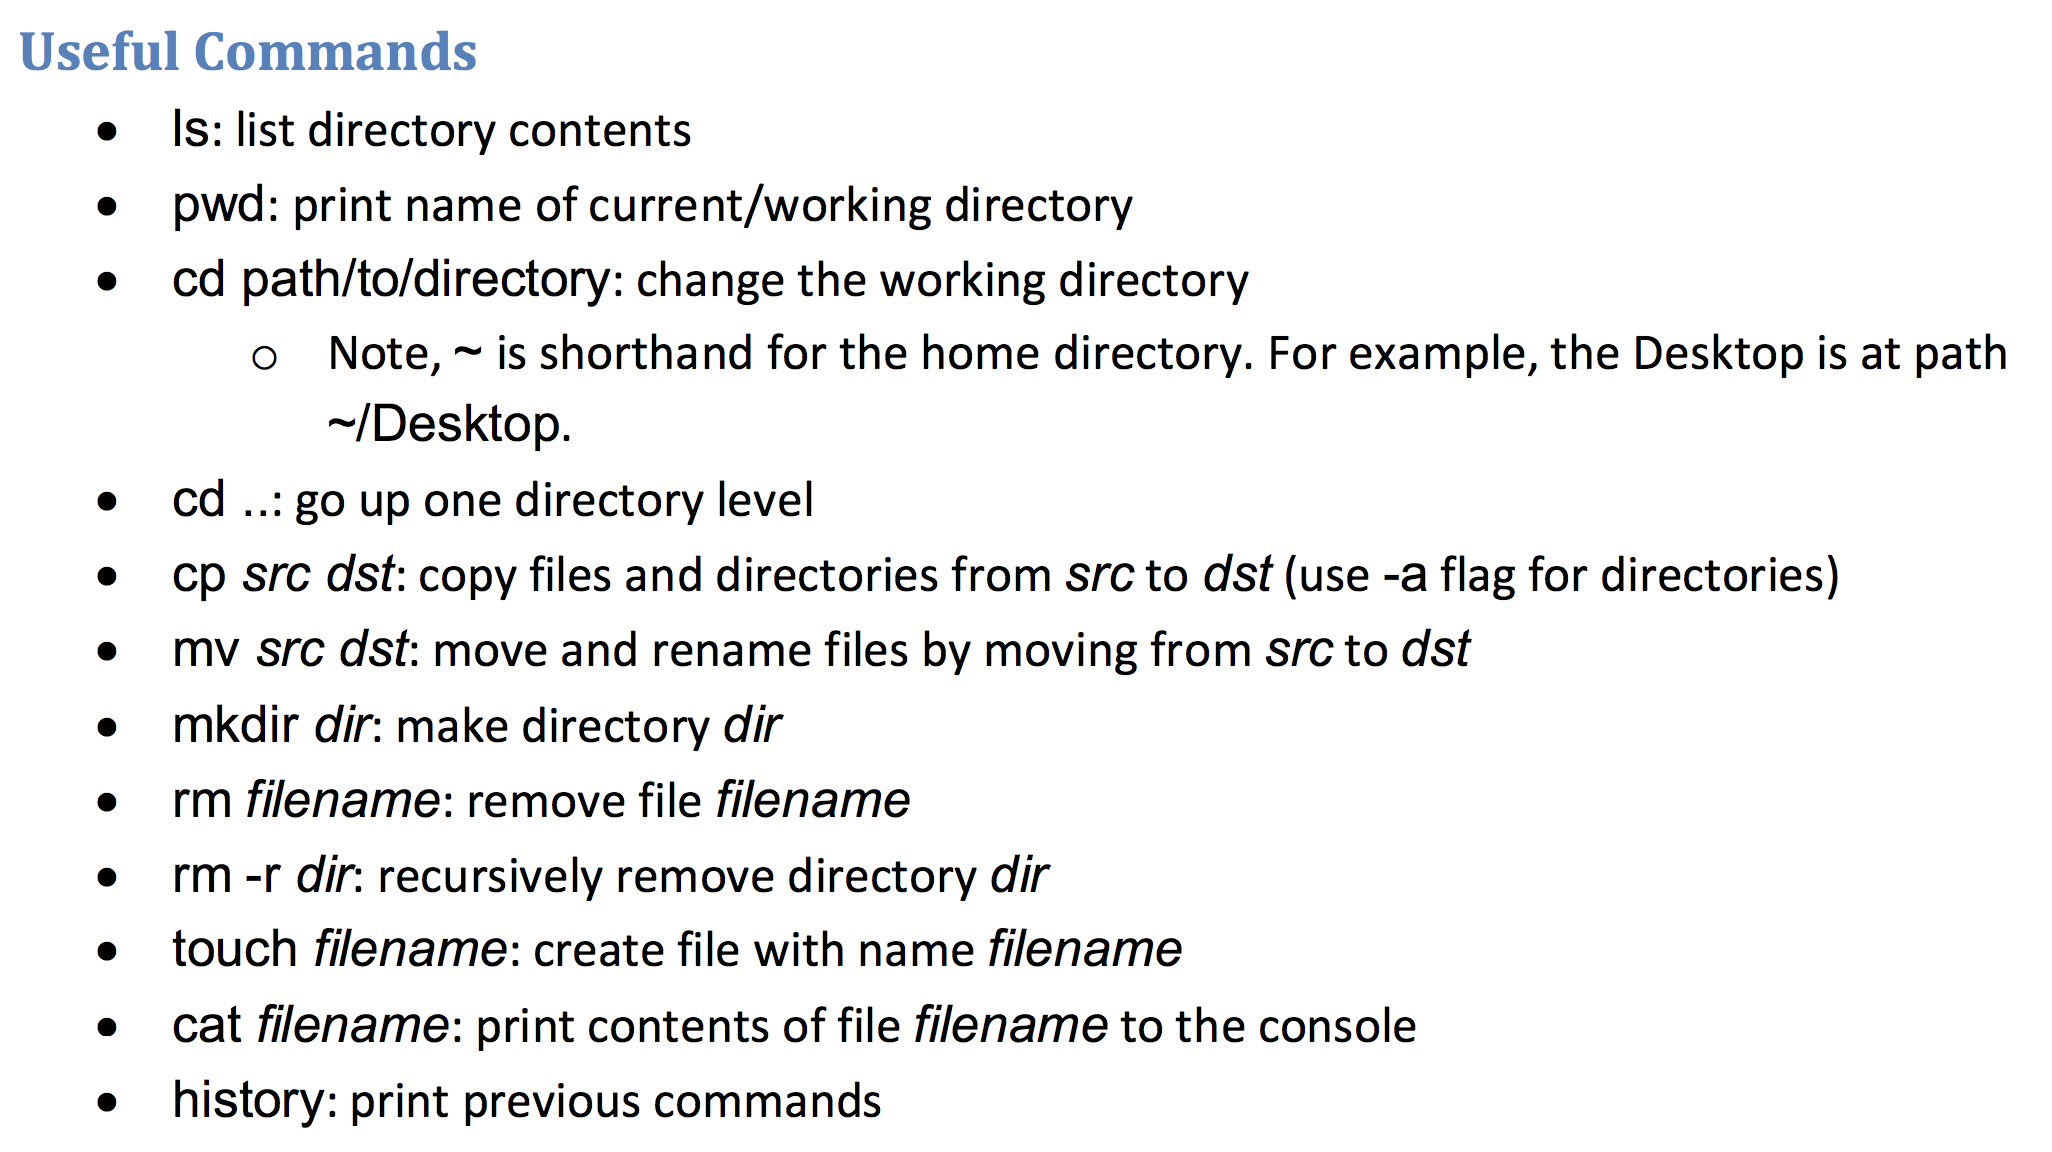 Useful Commands
• ls: list directory contents
• pwd: print name of current/working directory
• cd path/to/directory: change the working directory
○ Note, ~ is shorthand for the home directory. For example, the Desktop is at path
~/Desktop.
• cd ..: go up one directory level
• cp src dst: copy files and directories from src to dst (use -a flag for directories)
• mv src dst: move and rename files by moving from src to dst
• mkdir dir: make directory dir
• rm filename: remove file filename
• rm -r dir: recursively remove directory dir
• touch filename: create file with name filename
• cat filename: print contents of file filename to the console
• history: print previous commands